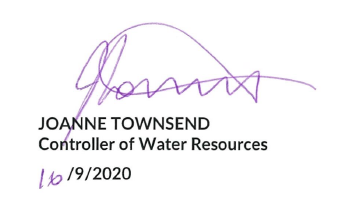 JOANNE TOWNSEND
Controller of Water Resources
16/9/2020